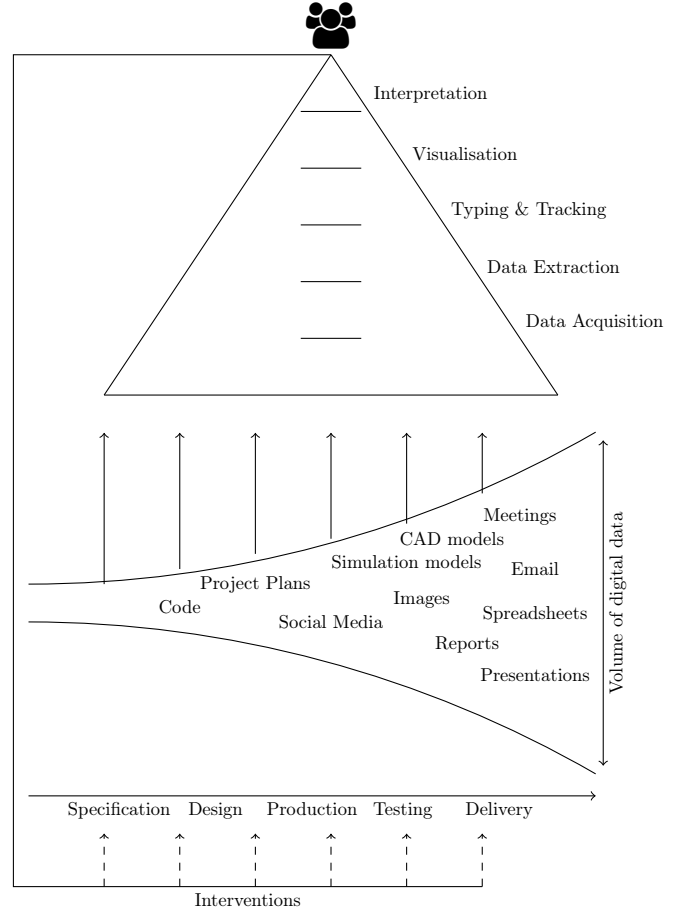 Interpretation
Visualisation
Typing & Tracking
Data Extraction
Data Acquisition
Meetings
CAD models
Simulation models
Email
Project Plans
Images
Code
Spreadsheets
Social Media
Reports
Presentations
Volume of digital data
Specification Design Production Testing Delivery
Interventions